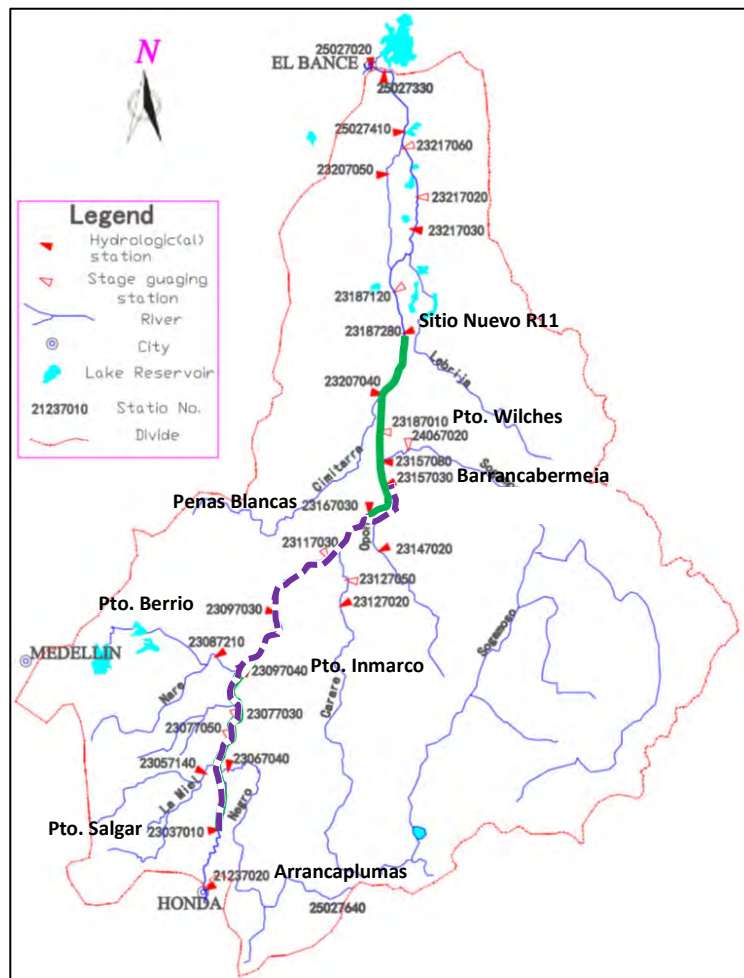 25027020
EL BANCE
N
25027330
25027410
23217060
23207050
23217020
23217030
Legend
Hydrologic(al)
station
Stage guaging
station
River
City
Lake Reservoir
21237010 Statio No.
Divide
23187120
Sitio Nuevo R11
23187280
Lebrija
23207040
23187010
Pto. Wilches
24067020
Cimitarra
23157080
23157030
Barrancabermeia
Penas Blancas
23167030
Opon
23117030
23147020
23127050
23127020
Pto. Berrio
23097030
Sogamogo
23087210
MEDELLIN
Pto. Inmarco
23097040
Nare
Carare
23077030
23077050
23067040
23057140
La Miel
Negro
Pto. Salgar
23037010
21237020
Arrancaplumas
HONDA
25027640